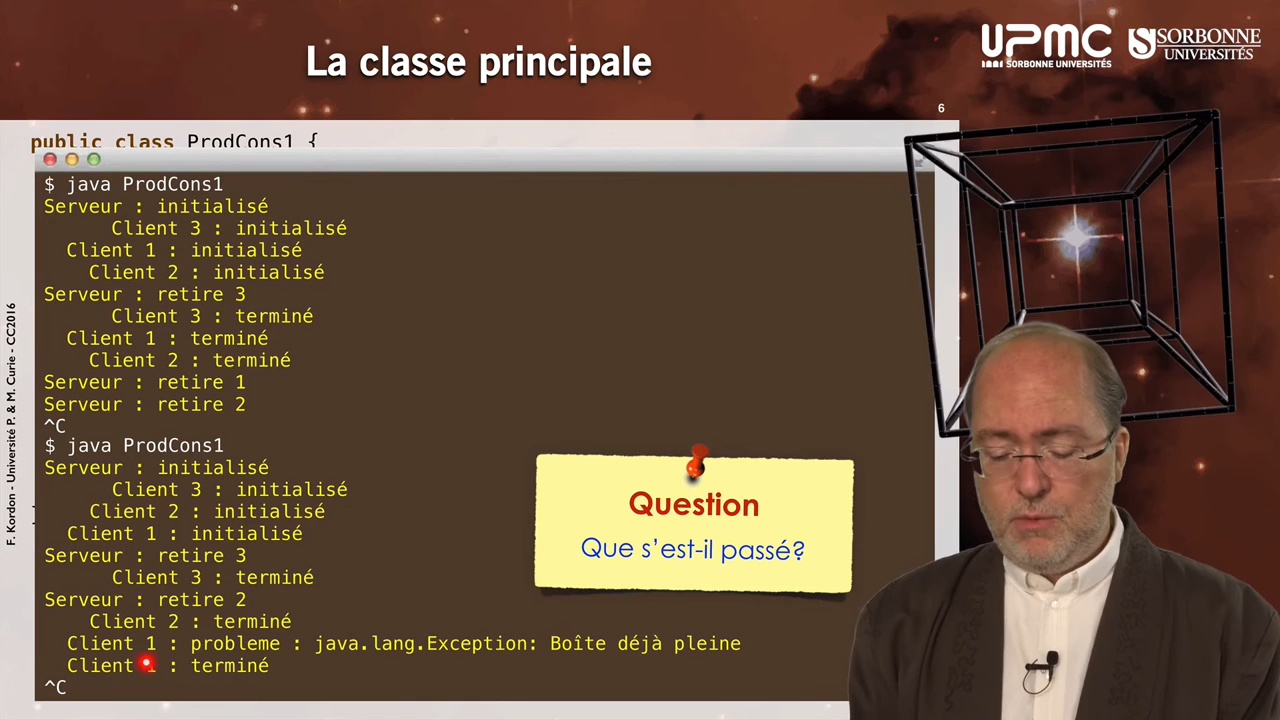 La classe principale
UPMC
SORBONNE UNIVERSITÉS
SORBONNE
UNIVERSITÉS
6
public class ProdCons1 {
$ java ProdCons1
Serveur : initialisé
Client 3 : initialisé
Client 1 : initialisé
Client 2 : initialisé
Serveur : retire 3
Client 3 : terminé
Client 1 : terminé
Client 2 : terminé
Serveur : retire 1
Serveur : retire 2
^C
$ java ProdCons1
Serveur : initialisé
Client 3 : initialisé
Client 2 : initialisé
Client 1 : initialisé
Serveur : retire 3
Client 3 : terminé
Serveur : retire 2
Client 2 : terminé
Client 1 : probleme : java.lang.Exception: Boîte déjà pleine
Client 1 : terminé
^C
Question
Que s'est-il passé?
F. Kordon - Université P. & M. Curie - CC2016